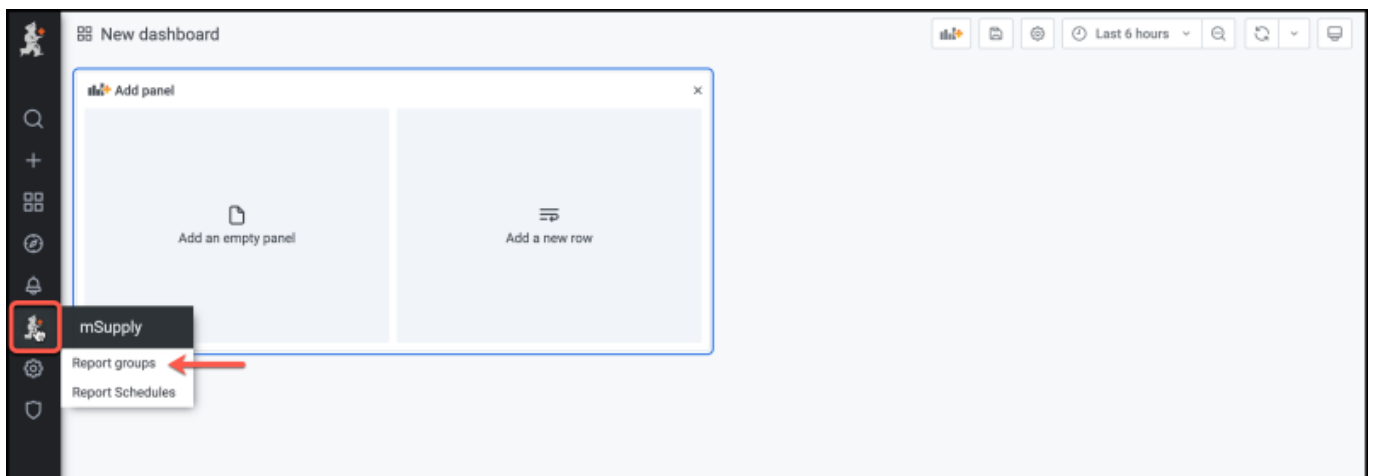 New dashboard
Last 6 hours
Add panel
Add an empty panel
Add a new row
mSupply
Report groups
Report Schedules